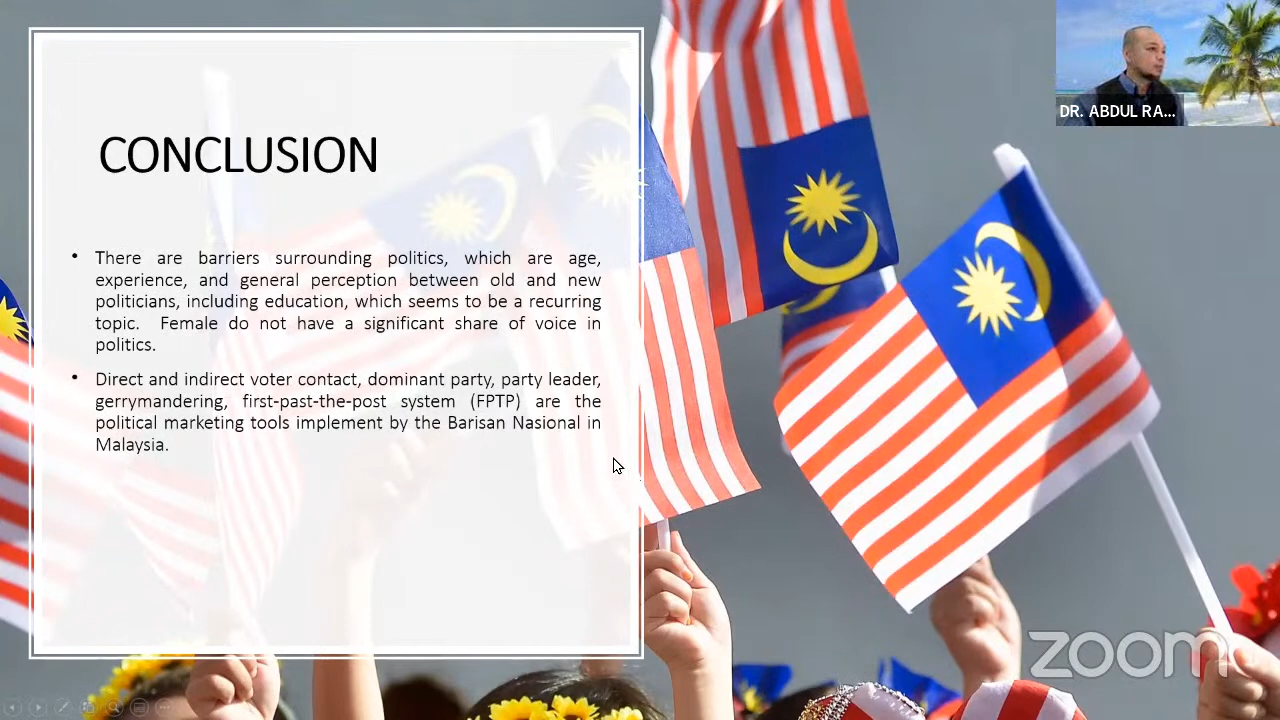 CONCLUSION
• There are barriers surrounding politics, which are age,
experience, and general perception between old and new
politicians, including education, which seems to be a recurring
topic. Female do not have a significant share of voice in
politics.
• Direct and indirect voter contact, dominant party, party leader,
gerrymandering, first-past-the-post system (FPTP) are the
political marketing tools implement by the Barisan Nasional in
Malaysia.
DR. ABDUL RA...
zoom